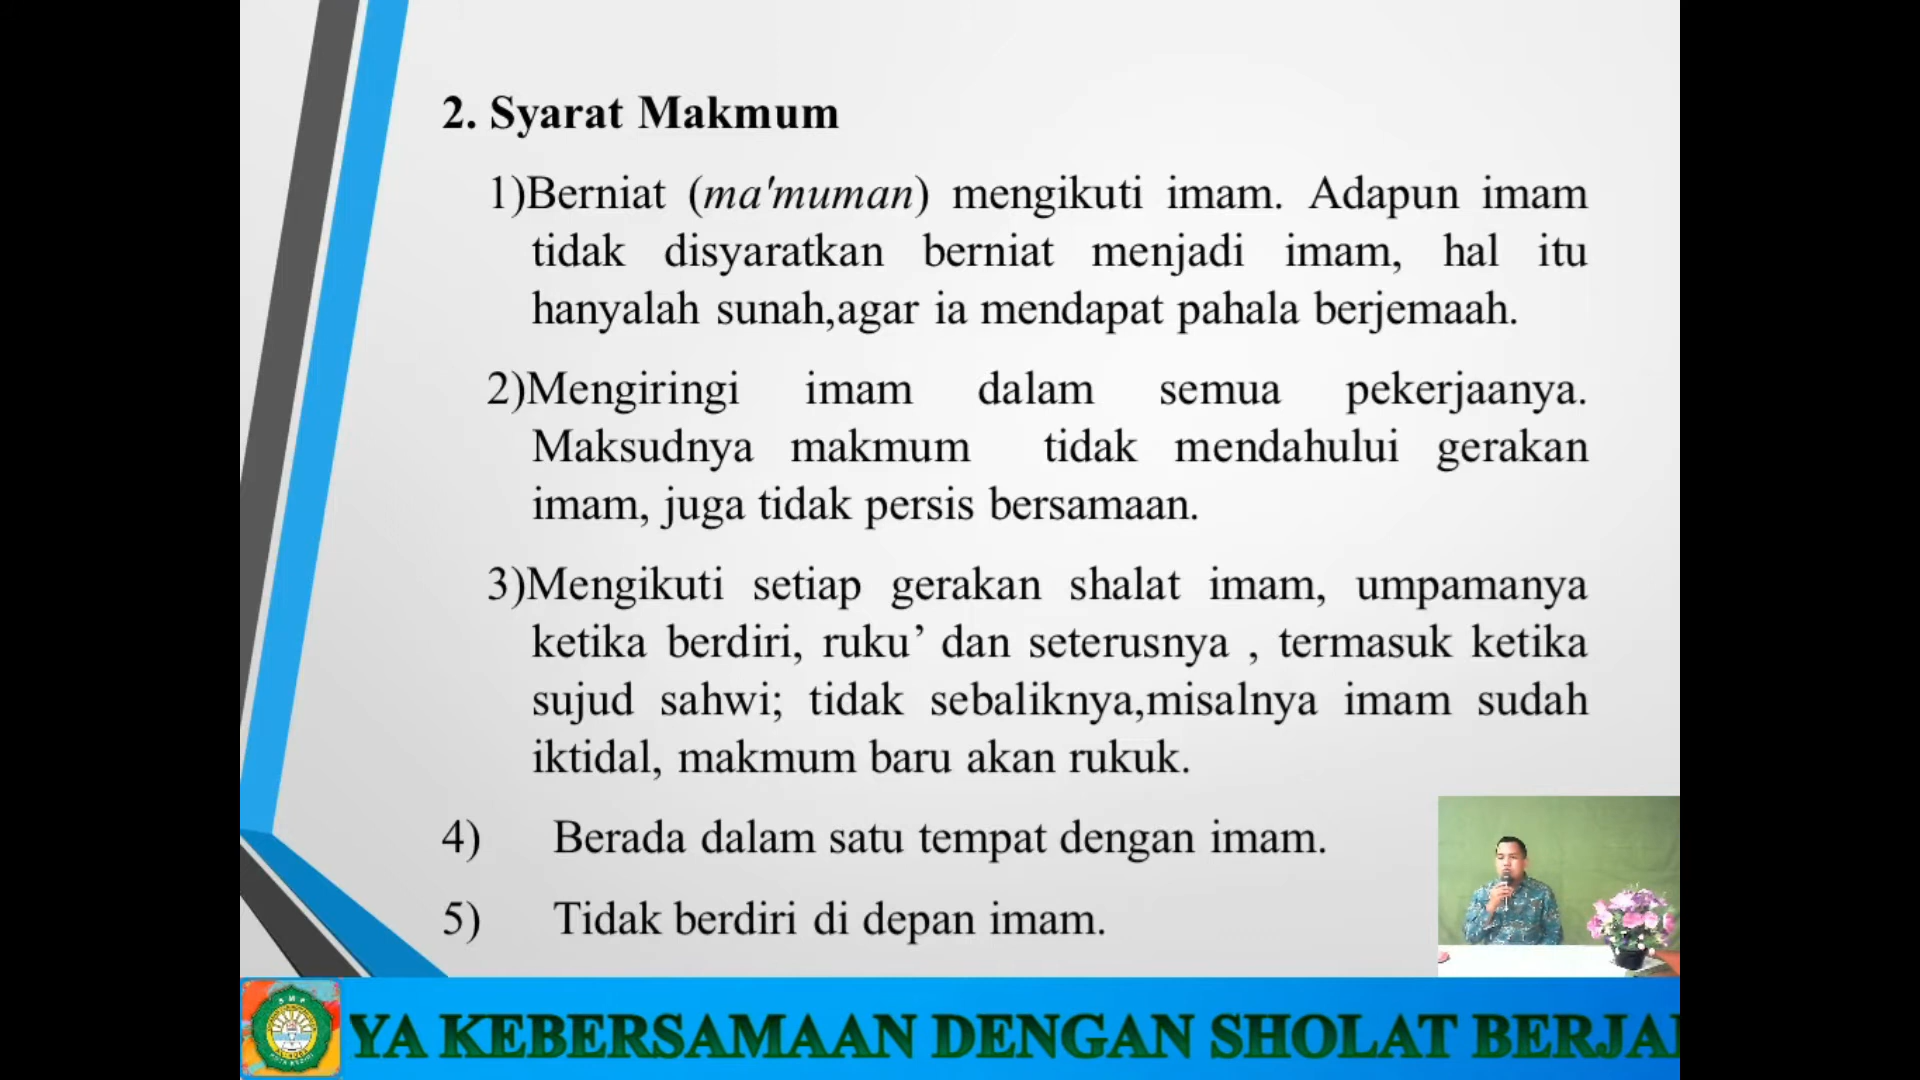 2. Syarat Makmum
1)Berniat (ma'muman) mengikuti imam. Adapun imam
tidak disyaratkan berniat menjadi imam, hal itu
hanyalah sunah,agar ia mendapat pahala berjemaah.
2)Mengiringi imam dalam semua pekerjaanya.
Maksudnya makmum tidak mendahului gerakan
imam, juga tidak persis bersamaan.
3)Mengikuti setiap gerakan shalat imam, umpamanya
ketika berdiri, ruku’ dan seterusnya , termasuk ketika
sujud sahwi; tidak sebaliknya,misalnya imam sudah
iktidal, makmum baru akan rukuk.
4) Berada dalam satu tempat dengan imam.
5) Tidak berdiri di depan imam.
SMP
YA KEBERSAMAAN DENGAN SHOLAT BERJA